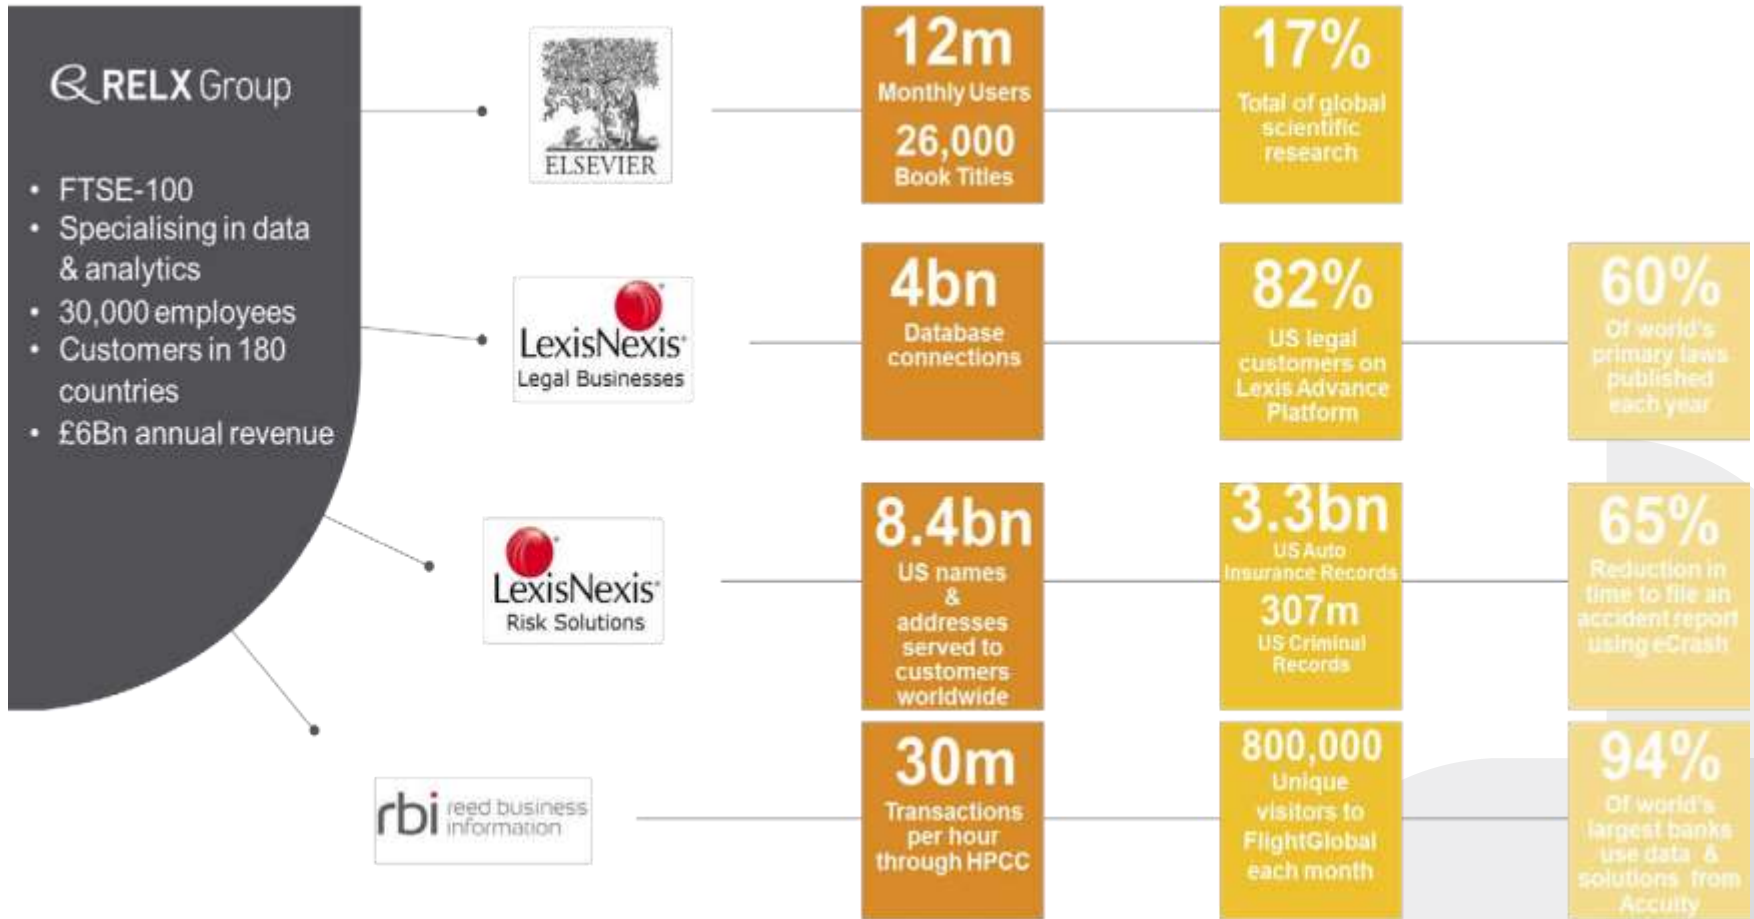 RELX Group
• FTSE-100
• Specialising in data
& analytics
• 30,000 employees
• Customers in 180
countries
• £6Bn annual revenue
ELSEVIER
12m
Monthly Users
26,000
Book Titles
17%
Total of global
scientific
research
LexisNexis®
Legal Businesses
4bn
Database
connections
82%
US legal
customers on
Lexis Advance
Platform
60%
Of world's
primary laws
published
each year
LexisNexis®
Risk Solutions
8.4bn
US names
&
addresses
served to
customers
worldwide
3.3bn
US Auto
Insurance Records
307m
US Criminal
Records
65%
Reduction in
time to file an
accident report
using eCrash
rbi reed business
information
30m
Transactions
per hour
through HPCC
800,000
Unique
visitors to
FlightGlobal
each month
94%
Of world's
largest banks
use data &
solutions from
Accuity